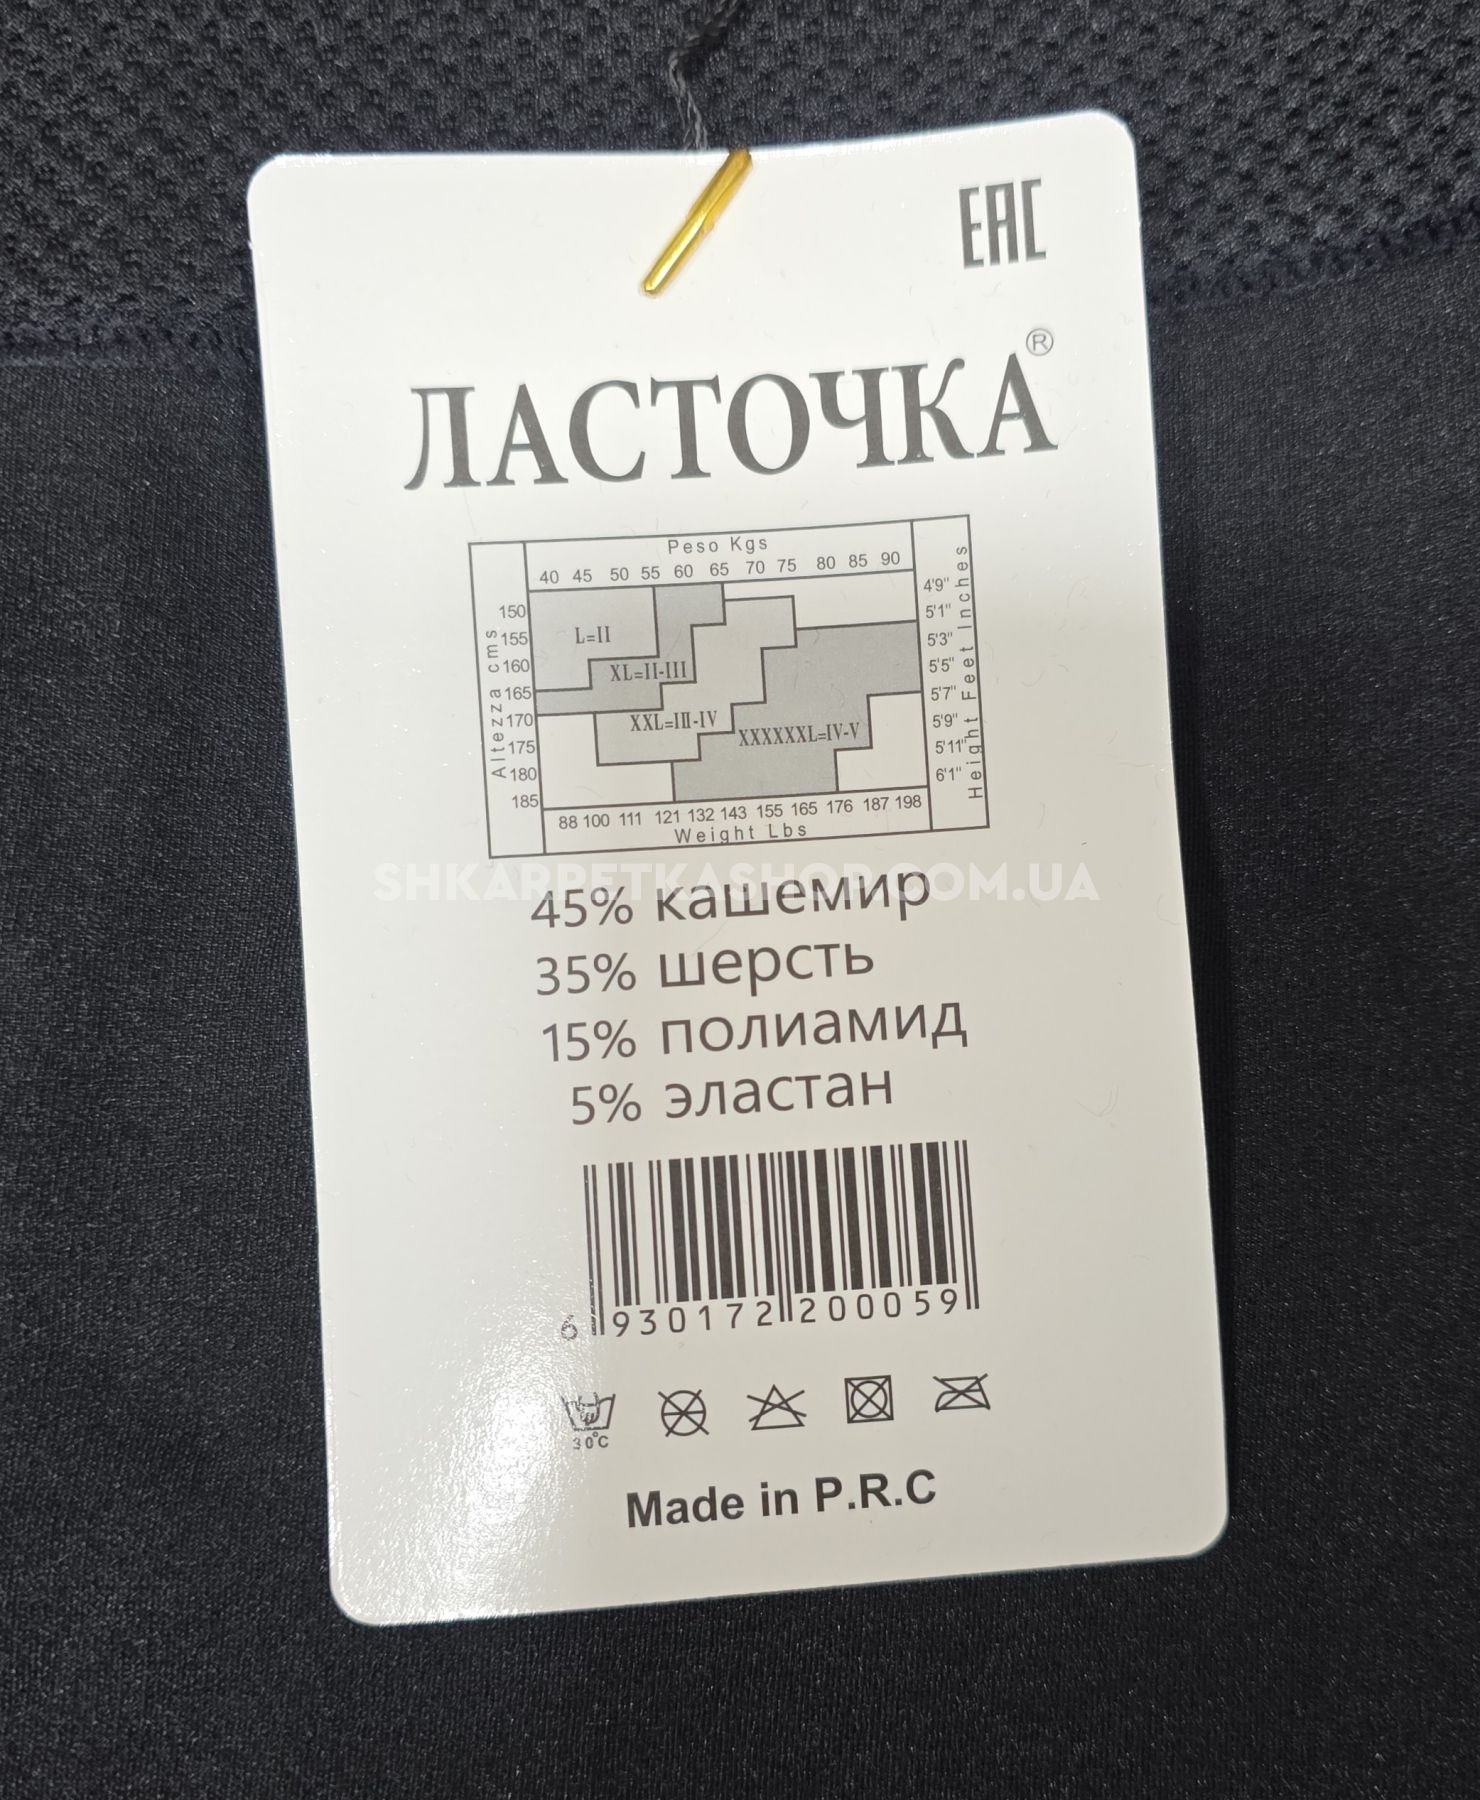 EAC
ЛАСТОЧКА®
Peso Kgs
40 45 50 55 60 65 70 75 80 85 90
Altezza cms
150
155
160
165
170
175
180
185
L=II
XL=II-III
XXL=III-IV
XXXXXXL=IV-V
4'9"
5'1"
5'3"
5'5"
5'7"
5'9"
5'11"
6'1"
Height Feet Inches
88 100 111 121 132 143 155 165 176 187 198
Weight Lbs
SHKARPETKASHOP.COM.UA
45% кашемир
35% шерсть
15% полиамид
5% эластан
6 930172 200059
30°C
Made in P.R.C